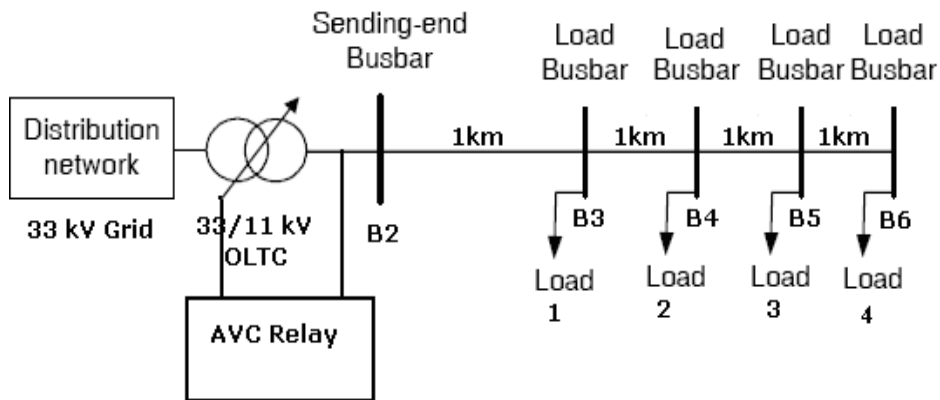 Sending-end
Busbar
Load
Busbar
Load
Busbar
Load
Busbar
Load
Busbar
Distribution
network
33 kV Grid
33/11 kV
OLTC
B2
1km
1km
1km
1km
B3
B4
B5
B6
Load
1
Load
2
Load
3
Load
4
AVC Relay